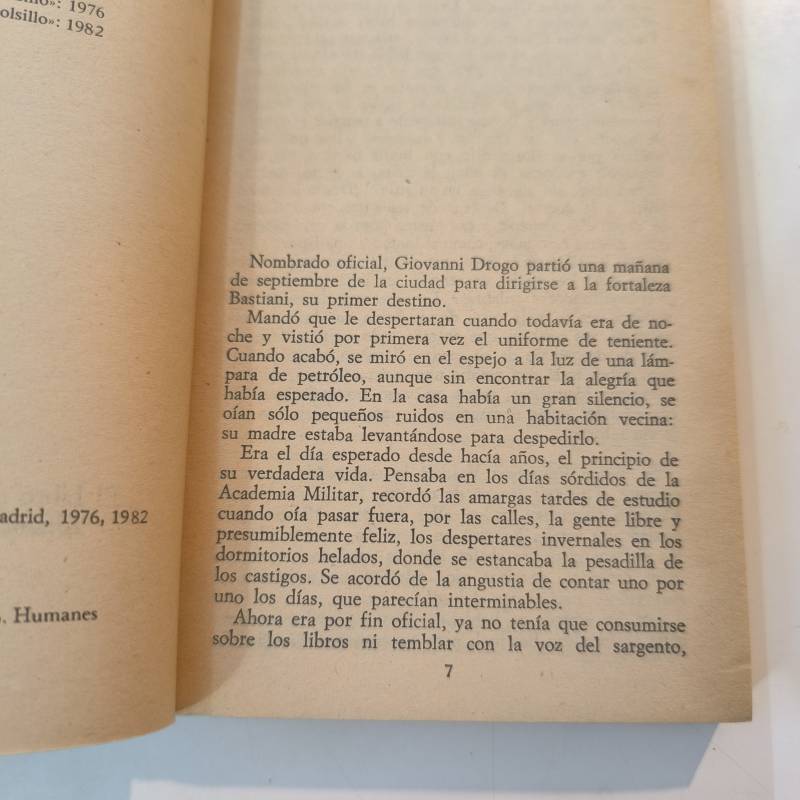 : 1976
olsillo»: 1982
adrid, 1976, 1982
. Humanes
Nombrado oficial, Giovanni Drogo partió una mañana
de septiembre de la ciudad para dirigirse a la fortaleza
Bastiani, su primer destino.
Mandó que le despertaran cuando todavía era de no-
che y vistió por primera vez el uniforme de teniente.
Cuando acabó, se miró en el espejo a la luz de una lám-
para de petróleo, aunque sin encontrar la alegría que
había esperado. En la casa había un gran silencio, se
oían sólo pequeños ruidos en una habitación vecina:
su madre estaba levantándose para despedirlo.
Era el día esperado desde hacía años, el principio de
su verdadera vida. Pensaba en los días sórdidos de la
Academia Militar, recordó las amargas tardes de estudio
cuando oía pasar fuera, por las calles, la gente libre y
presumiblemente feliz, los despertares invernales en los
dormitorios helados, donde se estancaba la pesadilla de
los castigos. Se acordó de la angustia de contar uno por
uno los días, que parecían interminables.
Ahora era por fin oficial, ya no tenía que consumirse
sobre los libros ni temblar con la voz del sargento,
7